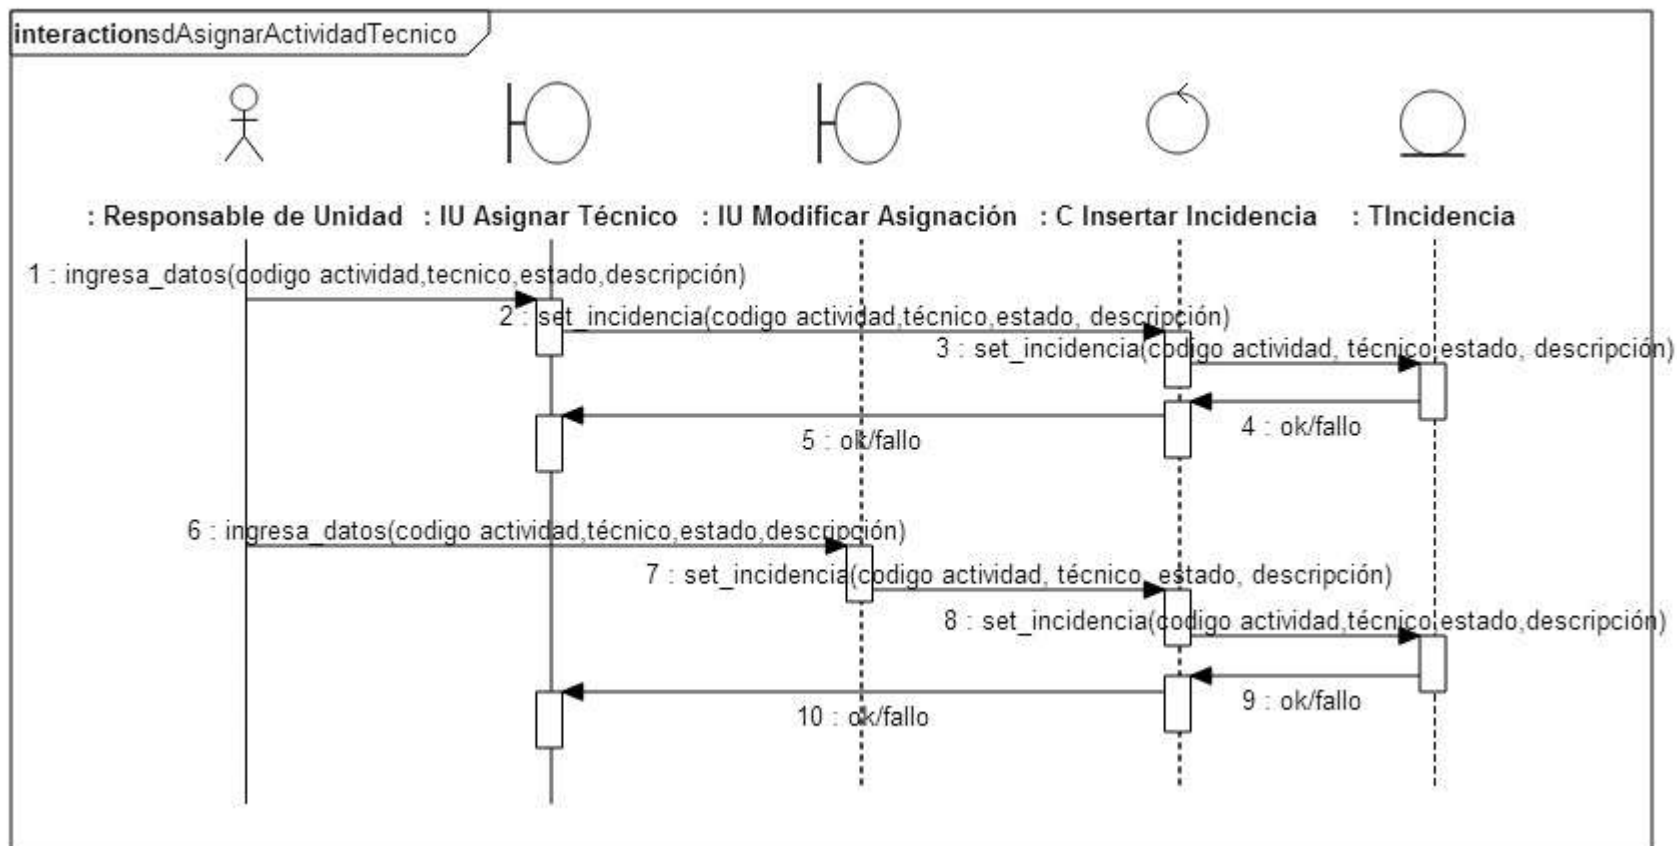 interactionsdAsignarActividadTecnico
: Responsable de Unidad
: IU Asignar Técnico
: IU Modificar Asignación
: C Insertar Incidencia
: TIncidencia
1 : ingresa_datos(codigo actividad,tecnico,estado,descripción)
2 : set_incidencia(codigo actividad,técnico,estado, descripción)
3 : set_incidencia(codigo actividad, técnico,estado, descripción)
4 : ok/fallo
5 : ok/fallo
6 : ingresa_datos(codigo actividad,técnico,estado,descripción)
7 : set_incidencia(codigo actividad, técnico, estado, descripción)
8 : set_incidencia(codigo actividad,técnico,estado,descripción)
9 : ok/fallo
10 : ok/fallo